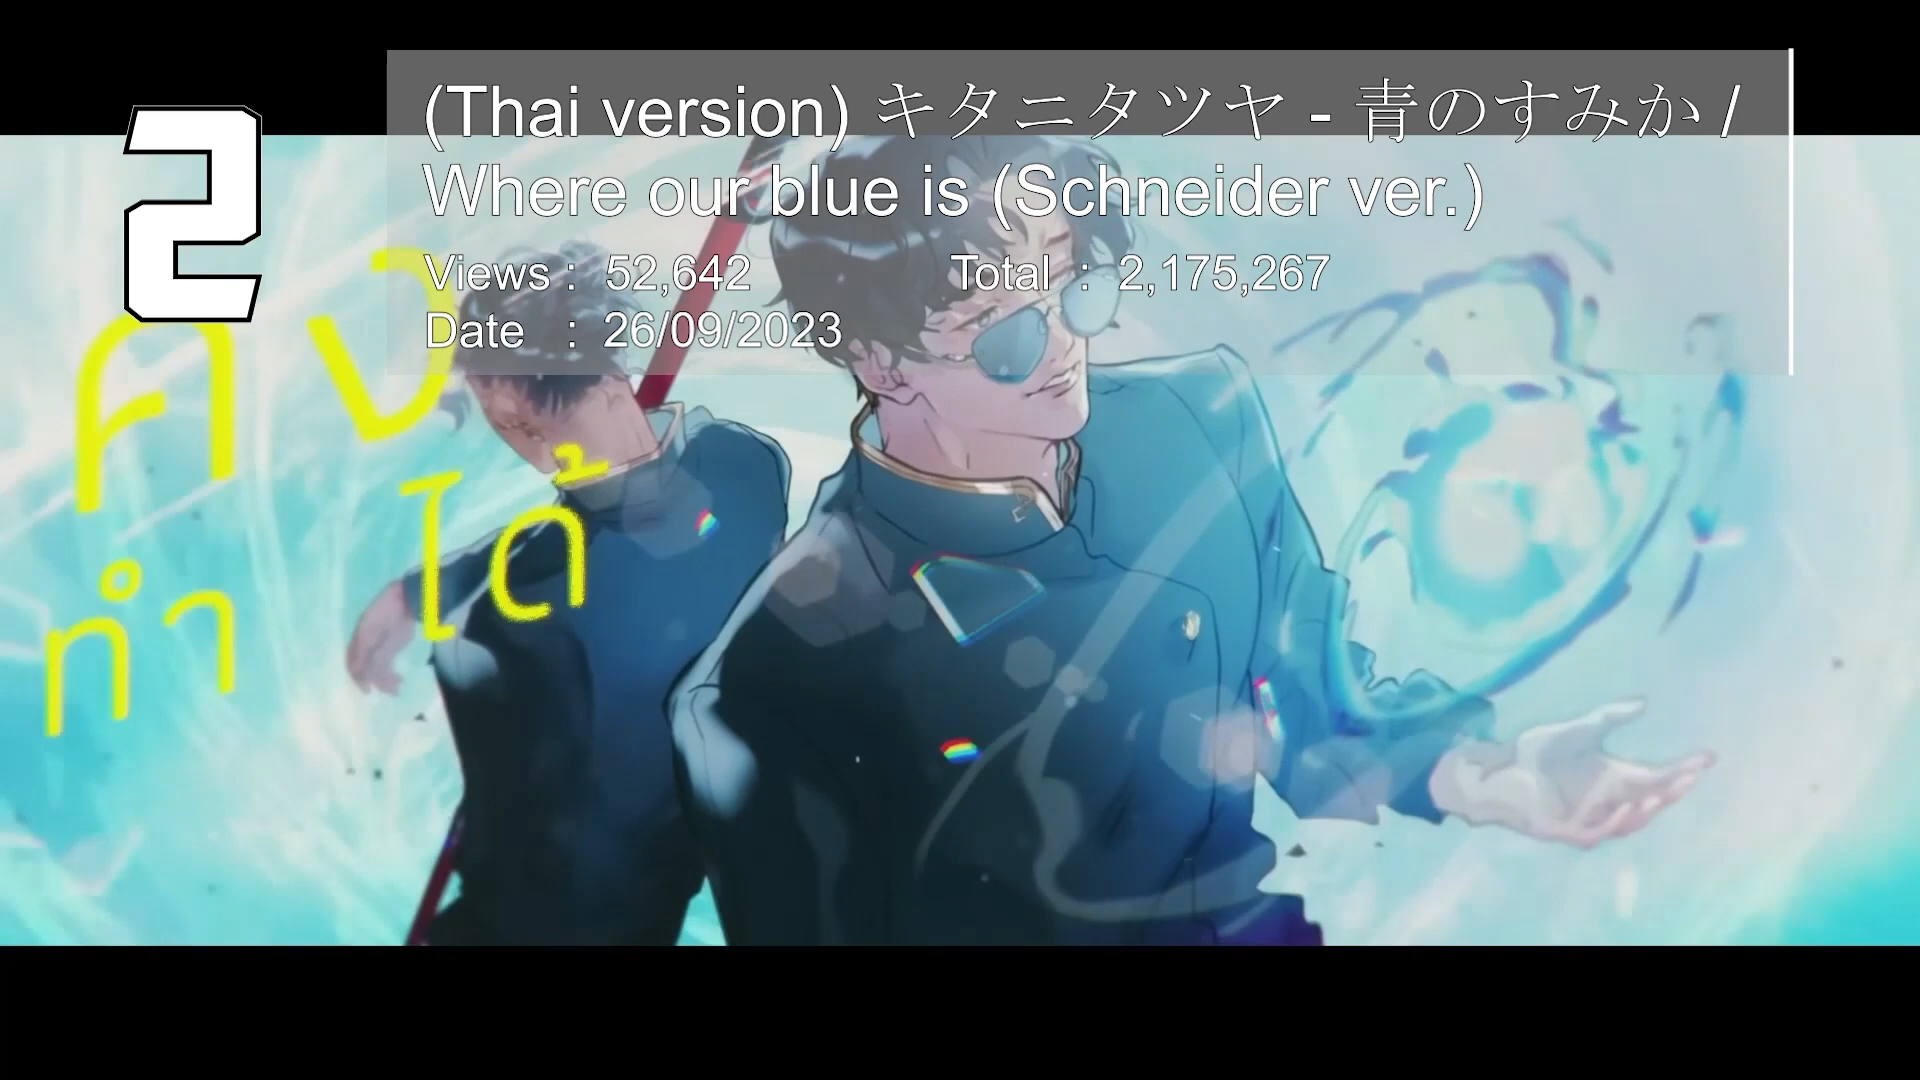 2
(Thai version) キタニタツヤ - 青のすみか /
Where our blue is (Schneider ver.)
Views : 52,642 Total : 2,175,267
Date : 26/09/2023
คง
ทำ ได้